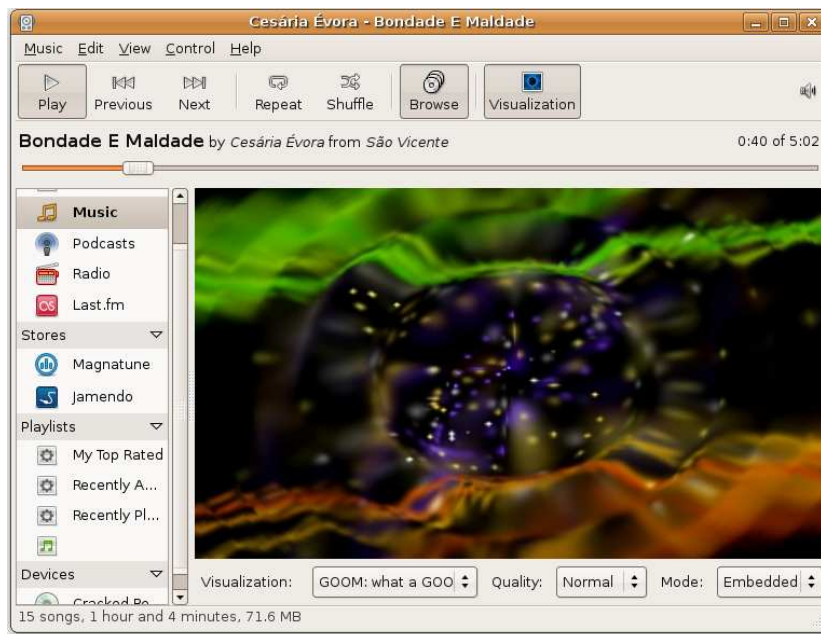 Cesária Évora - Bondade E Maldade
Music Edit View Control Help
Play Previous Next Repeat Shuffle Browse Visualization
Bondade E Maldade by Cesária Évora from São Vicente 0:40 of 5:02
Music
Podcasts
Radio
Last.fm
Stores
Magnatune
Jamendo
Playlists
My Top Rated
Recently A...
Recently Pl...
Devices
Cracked
Visualization: GOOM: what a GOO Quality: Normal Mode: Embedded
15 songs, 1 hour and 4 minutes, 71.6 MB